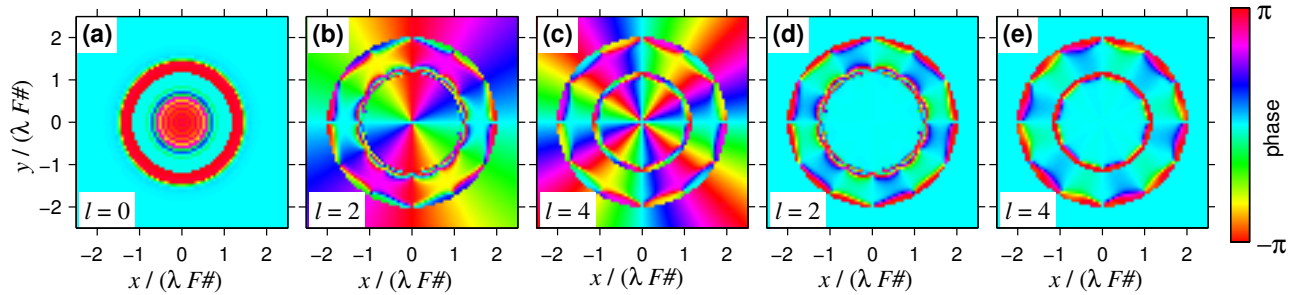 (a) (b) (c) (d) (e)
π
2
1
0
−1
−2
y / (λ F#)
phase
l = 0 l = 2 l = 4 l = 2 l = 4
−π
−2 −1 0 1 2 −2 −1 0 1 2 −2 −1 0 1 2 −2 −1 0 1 2 −2 −1 0 1 2
x / (λ F#) x / (λ F#) x / (λ F#) x / (λ F#) x / (λ F#)